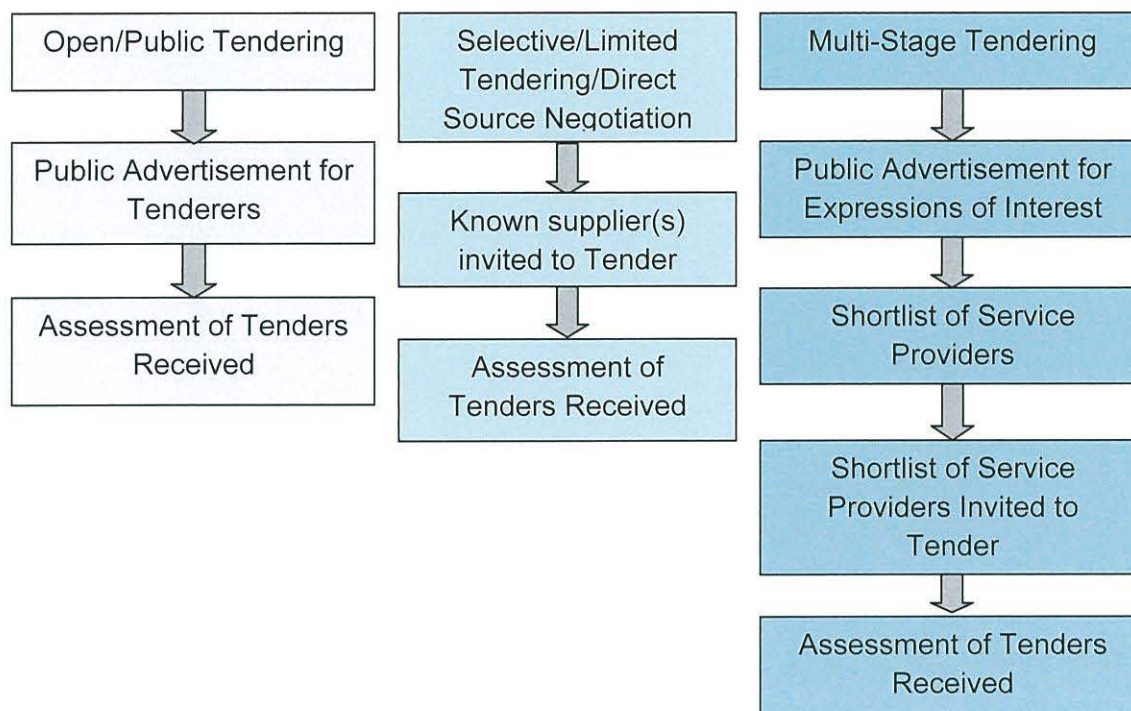 Open/Public Tendering
Public Advertisement for
Tenderers
Assessment of Tenders
Received
Selective/Limited
Tendering/Direct
Source Negotiation
Known supplier(s)
invited to Tender
Assessment of
Tenders Received
Multi-Stage Tendering
Public Advertisement for
Expressions of Interest
Shortlist of Service
Providers
Shortlist of Service
Providers Invited to
Tender
Assessment of Tenders
Received